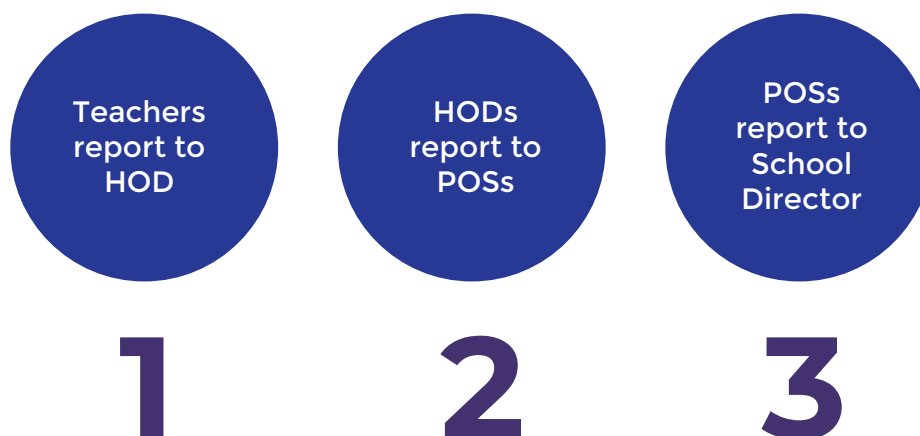 Teachers
report to
HOD
HODs
report to
POSs
POSs
report to
School
Director
1
2
3